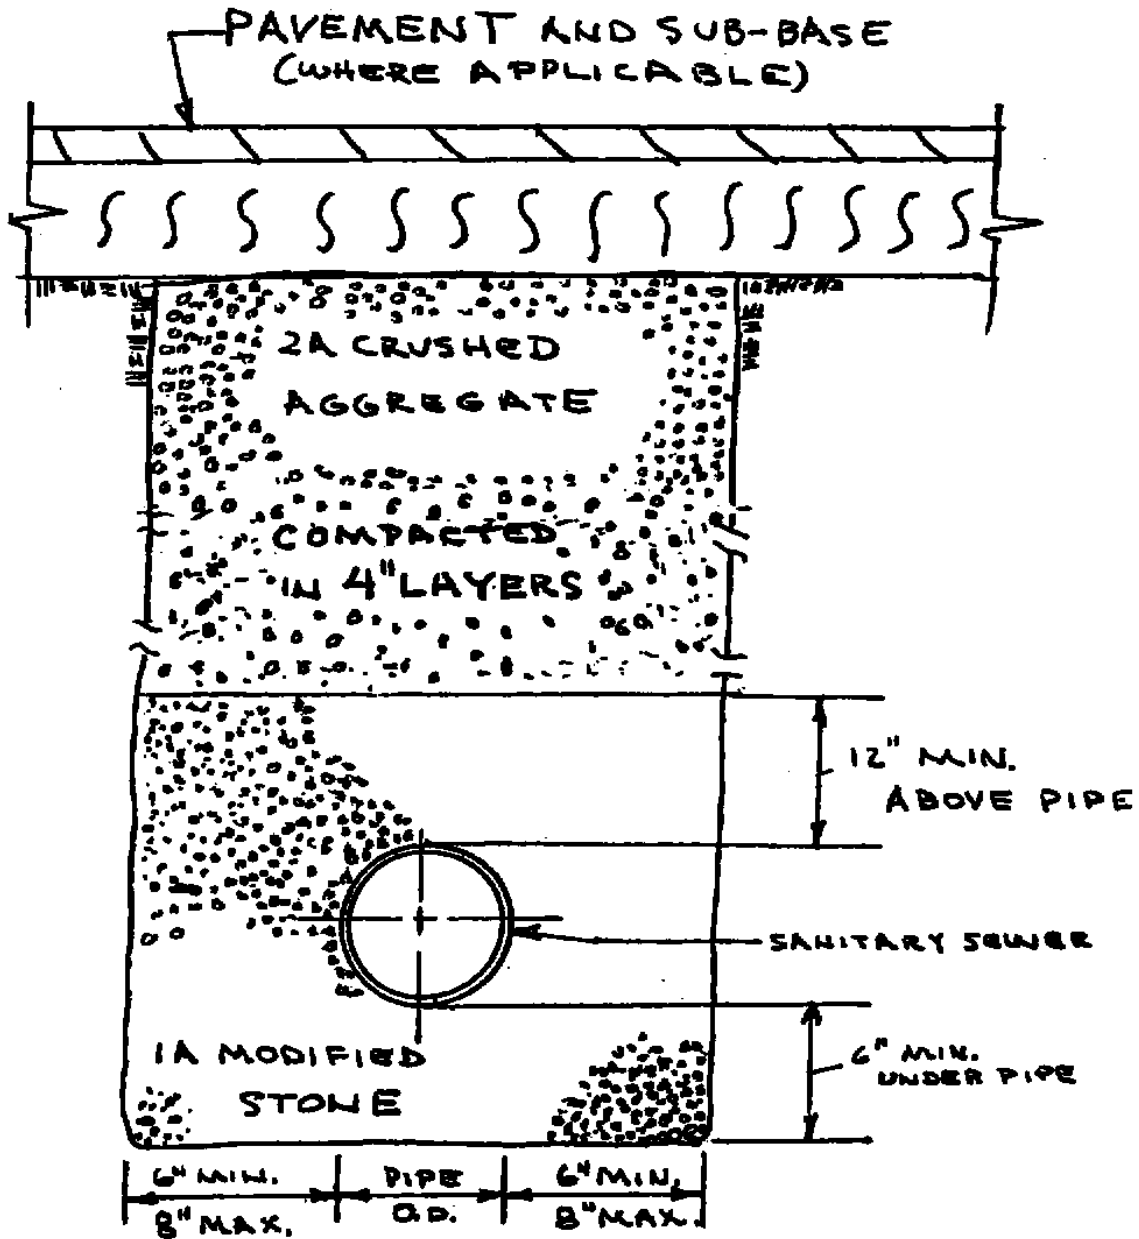 PAVEMENT AND SUB-BASE
(WHERE APPLICABLE)
2A CRUSHED
AGGREGATE
COMPACTED
IN 4" LAYERS
12" MIN.
ABOVE PIPE
SANITARY SEWER
1A MODIFIED
STONE
6" MIN.
UNDER PIPE
6" MIN.
8" MAX.
PIPE
O.D.
6" MIN.
8" MAX.